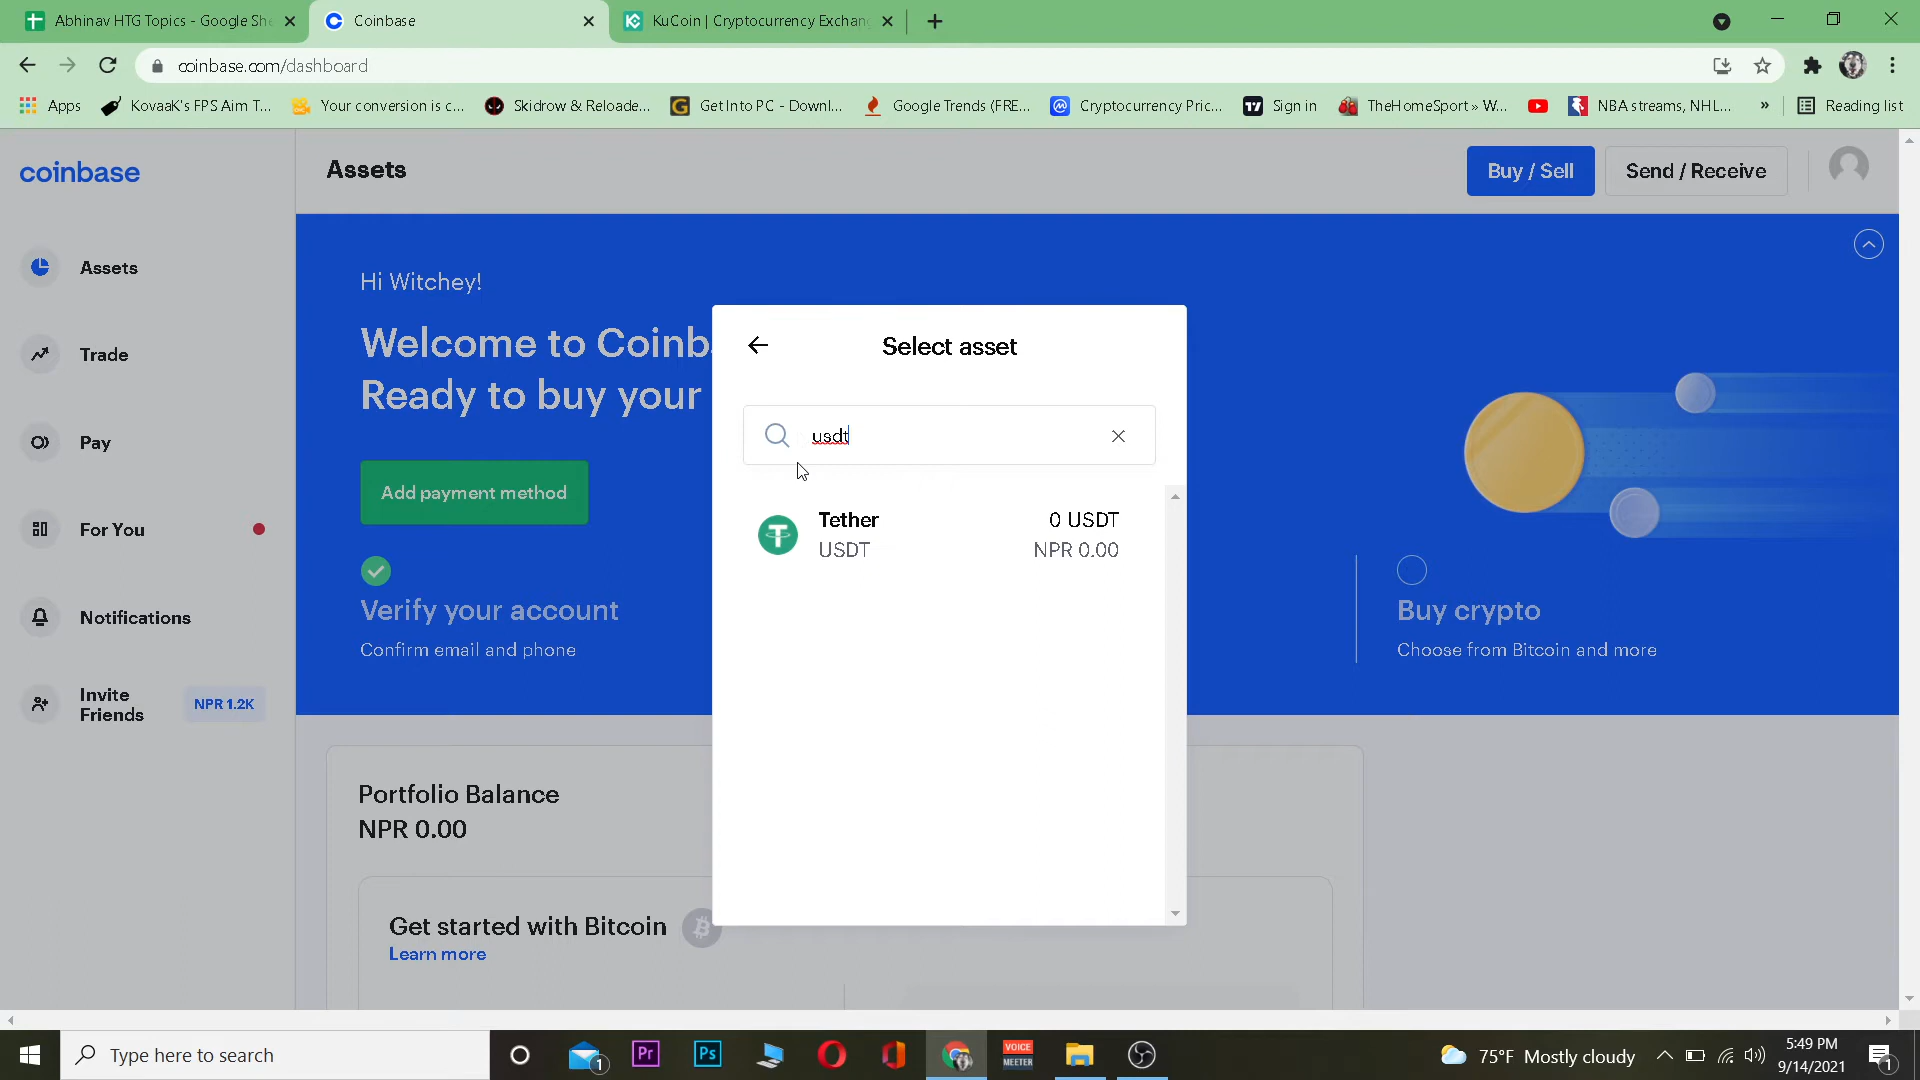 Abhinav HTG Topics - Google She
Coinbase
KuCoin | Cryptocurrency Exchan
coinbase.com/dashboard
Apps
KovaaK's FPS Aim T...
Your conversion is c...
Skidrow & Reloade...
Get Into PC - Downl...
Google Trends (FRE...
Cryptocurrency Pric...
Sign in
TheHomeSport » W...
NBA streams, NHL...
»
Reading list
coinbase
Assets
Trade
Pay
For You
Notifications
Invite
Friends
NPR 1.2K
Assets
Buy / Sell
Send / Receive
Hi Witchey!
Welcome to Coinb
Ready to buy your
Add payment method
Verify your account
Confirm email and phone
Buy crypto
Choose from Bitcoin and more
Select asset
usdt
Tether
0 USDT
USDT
NPR 0.00
Portfolio Balance
NPR 0.00
Get started with Bitcoin
Learn more
Type here to search
1
Pr
Ps
VOICE
MEETER
75°F Mostly cloudy
5:49 PM
9/14/2021
1